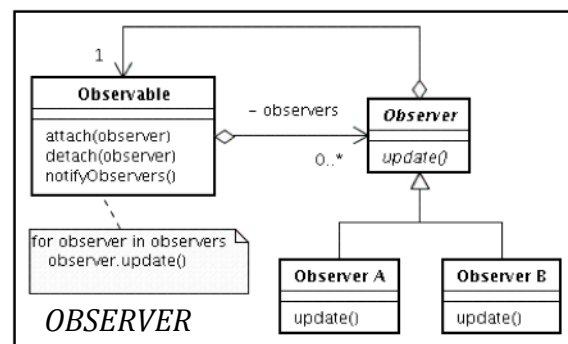 1
Observable
attach(observer)
detach(observer)
notifyObservers()
– observers
0..*
Observer
update()
for observer in observers
observer.update()
Observer A
update()
Observer B
update()
OBSERVER